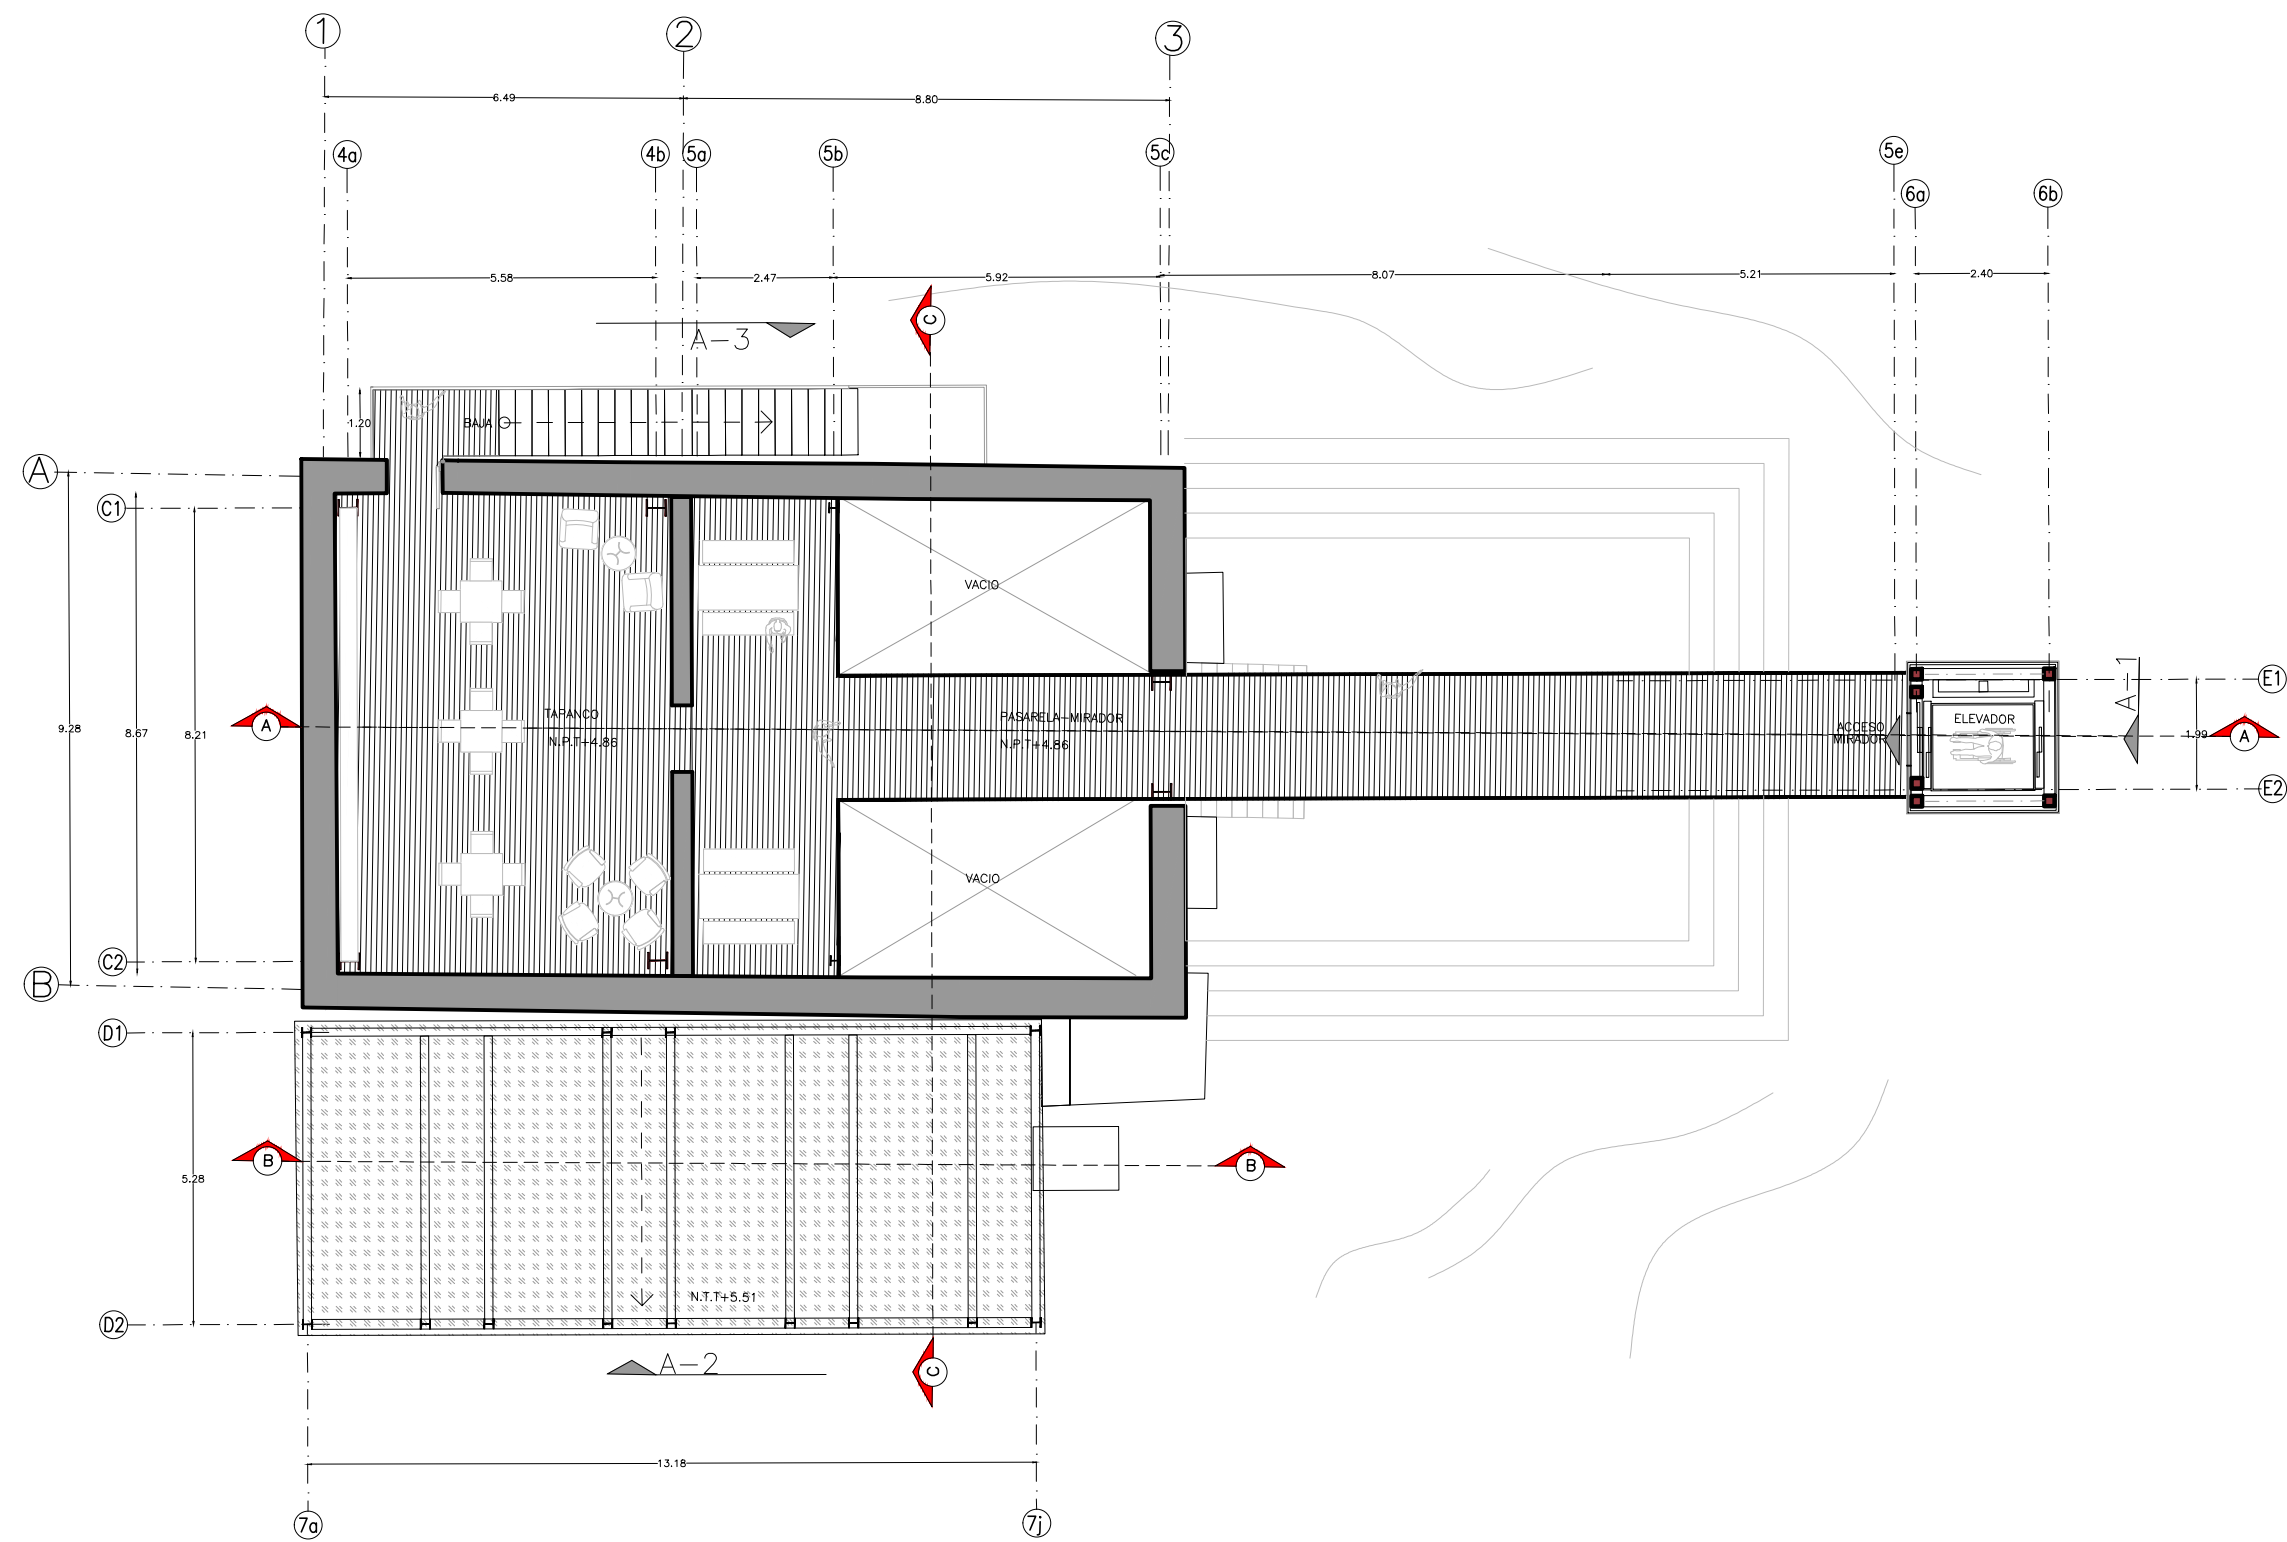 1
2
3
6.49
8.80
4a
4b
5a
5b
5c
5e
6a
6b
5.58
2.47
5.92
8.07
5.21
2.40
C
A-3
1.20
BAJA
A
C1
VACIO
E1
A-1
TAPANCO
N.P.T+4.86
PASARELA-MIRADOR
N.P.T+4.86
ACCESO
MIRADOR
ELEVADOR
A
9.28
8.67
8.21
1.99
A
E2
VACIO
C2
B
D1
B
B
5.28
N.T.T+5.51
D2
A-2
C
13.18
7a
7j